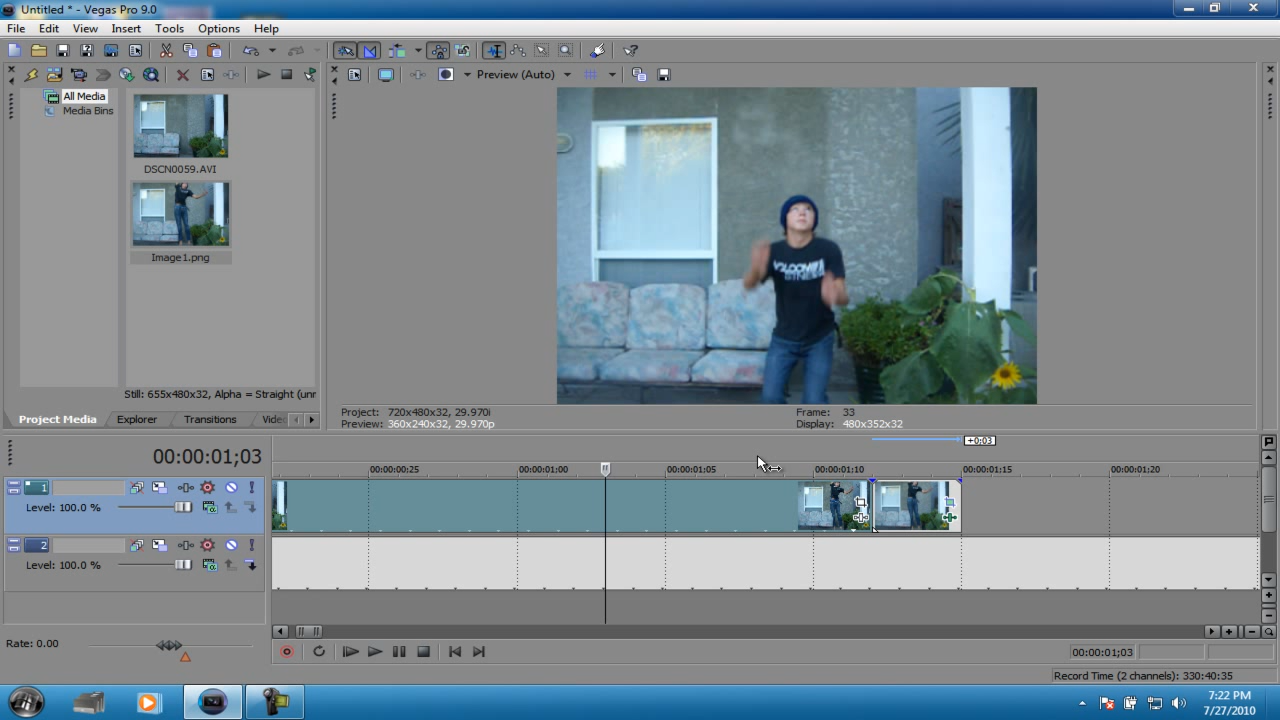 Untitled * - Vegas Pro 9.0
File Edit View Insert Tools Options Help
Preview (Auto)
All Media
Media Bins
DSCN0059.AVI
Image1.png
Still: 655x480x32, Alpha = Straight (unr
Project Media Explorer Transitions Vide
Project: 720x480x32, 29.970i
Preview: 360x240x32, 29.970p
Frame: 33
Display: 480x352x32
+0;03
00:00:01;03
00:00:00;25 00:00:01;00 00:00:01;05 00:00:01;10 00:00:01;15 00:00:01;20
1
Level: 100.0 %
2
Level: 100.0 %
Rate: 0.00
00:00:01;03
Record Time (2 channels): 330:40:35
7:22 PM
7/27/2010